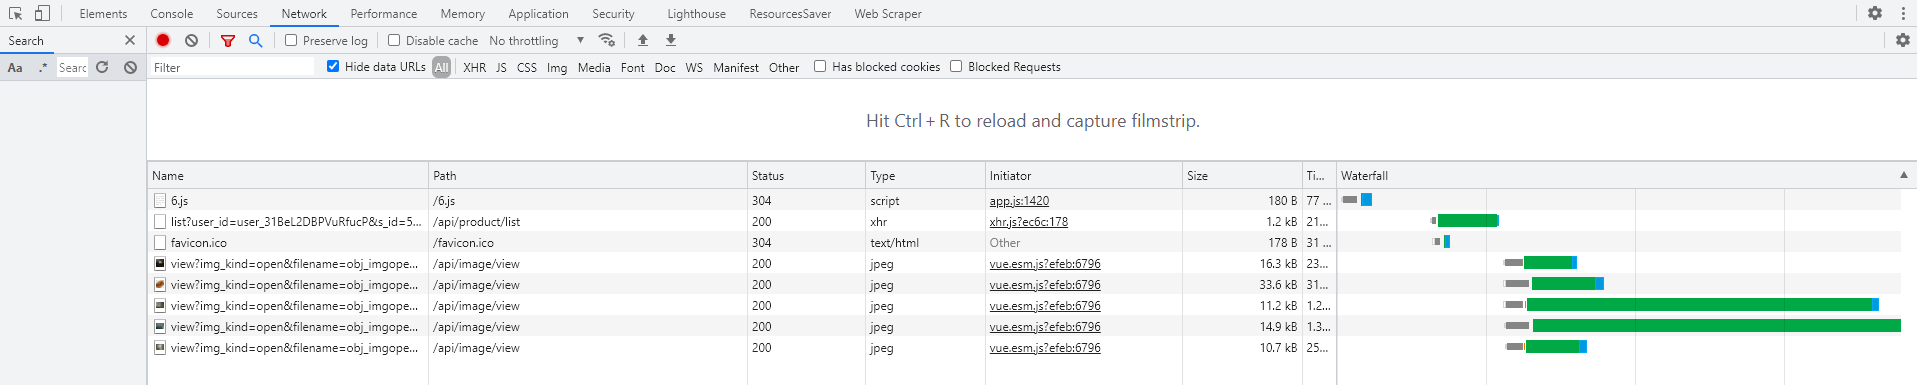 Elements Console Sources Network Performance Memory Application Security Lighthouse ResourcesSaver Web Scraper
Search Preserve log Disable cache No throttling
Aa .* Searc Filter Hide data URLs All XHR JS CSS Img Media Font Doc WS Manifest Other Has blocked cookies Blocked Requests
Hit Ctrl + R to reload and capture filmstrip.
Name Path Status Type Initiator Size Ti... Waterfall
6.js /6.js 304 script app.js:1420 180 B 77 ...
list?user_id=user_31BeL2DBPVuRfucP&s_id=5... /api/product/list 200 xhr xhr.js?ec6c:178 1.2 kB 21...
favicon.ico /favicon.ico 304 text/html Other 178 B 31 ...
view?img_kind=open&filename=obj_imgope... /api/image/view 200 jpeg vue.esm.js?efeb:6796 16.3 kB 23...
view?img_kind=open&filename=obj_imgope... /api/image/view 200 jpeg vue.esm.js?efeb:6796 33.6 kB 31...
view?img_kind=open&filename=obj_imgope... /api/image/view 200 jpeg vue.esm.js?efeb:6796 11.2 kB 1.2...
view?img_kind=open&filename=obj_imgope... /api/image/view 200 jpeg vue.esm.js?efeb:6796 14.9 kB 1.3...
view?img_kind=open&filename=obj_imgope... /api/image/view 200 jpeg vue.esm.js?efeb:6796 10.7 kB 25...